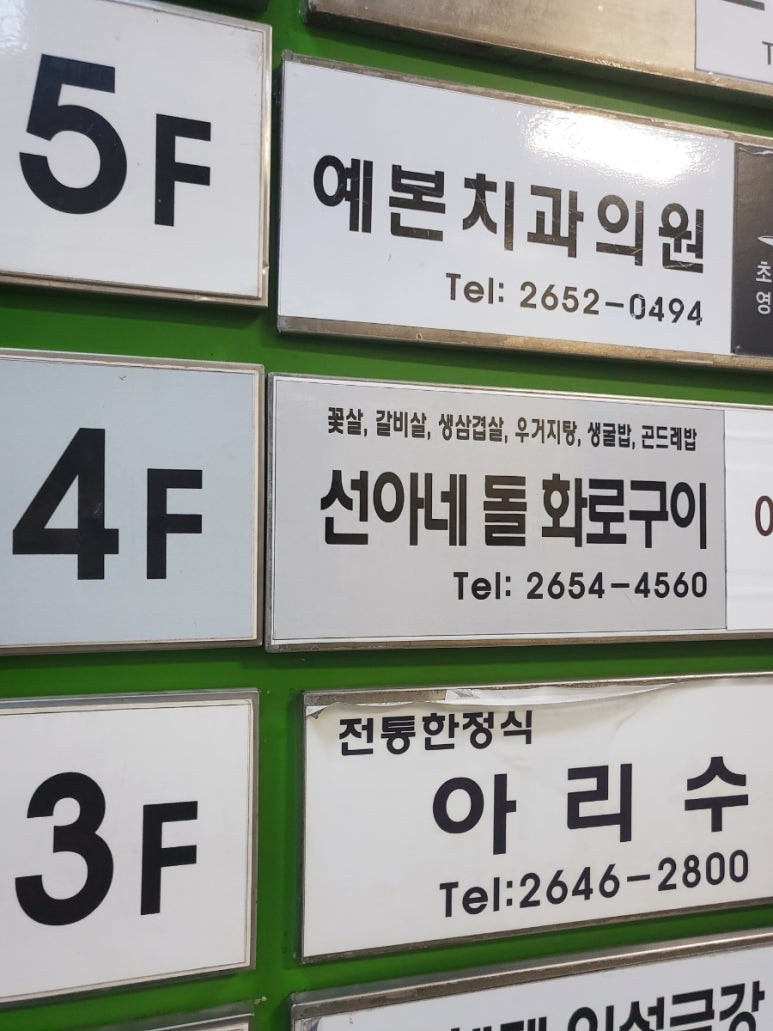 5F
예본치과의원
Tel: 2652-0494
초
영
4F
꽃살, 갈비살, 생삼겹살, 우거지탕, 생굴밥, 곤드레밥
선아네 돌 화로구이
Tel: 2654-4560
3F
전통한정식
아리수
Tel:2646-2800